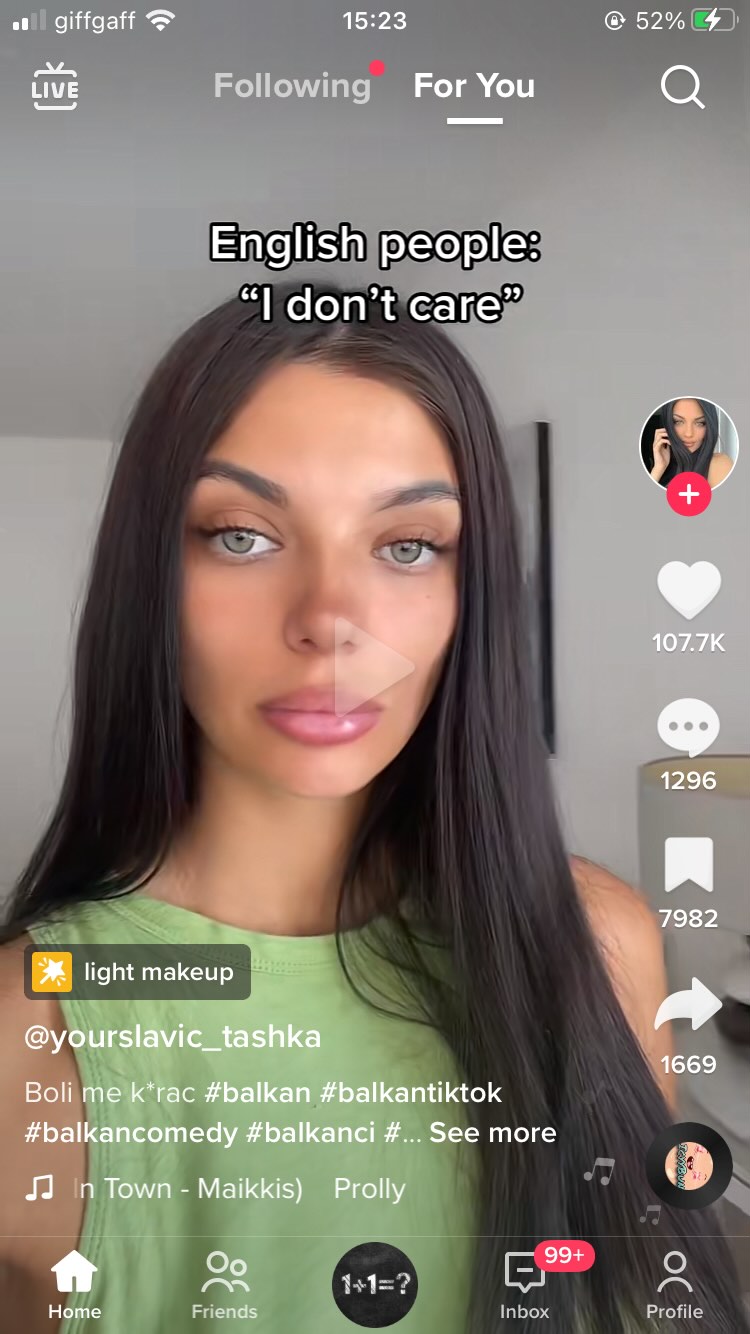 giffgaff 15:23 52%
LIVE Following For You
English people:
“I don’t care”
107.7K
1296
7982
1669
light makeup
@yourslavic_tashka
Boli me k*rac #balkan #balkantiktok
#balkancomedy #balkanci #... See more
n Town - Maikkis) Prolly
1+1=?
99+
Home Friends Inbox Profile